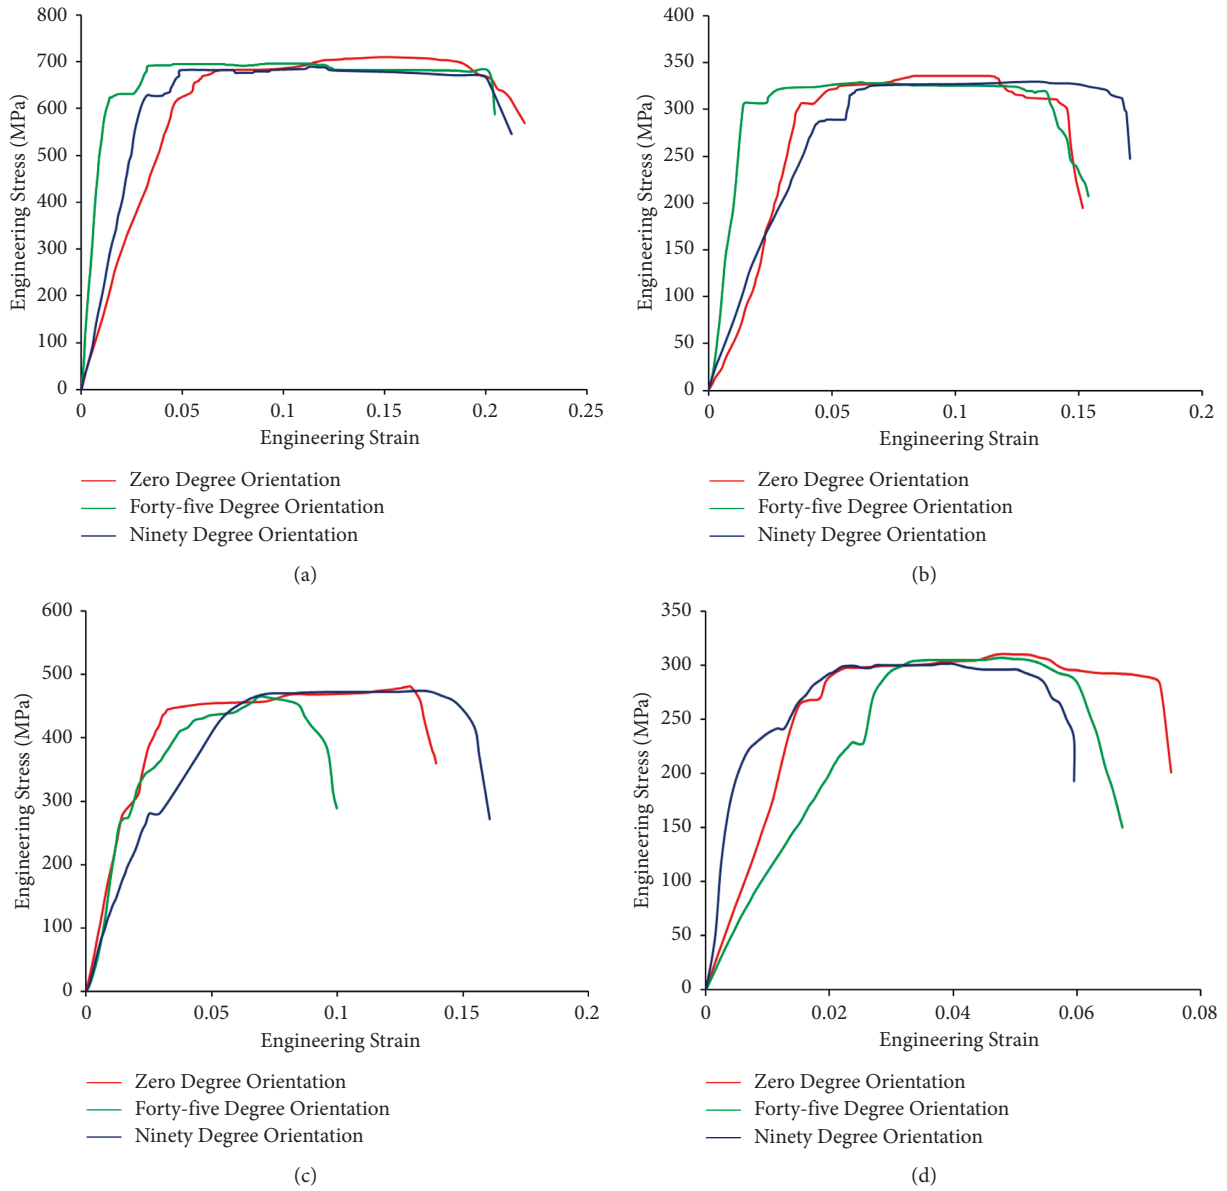 800
700
600
500
400
300
200
100
0
Engineering Stress (MPa)
0
0.05
0.1
0.15
0.2
0.25
Engineering Strain
Zero Degree Orientation
Forty-five Degree Orientation
Ninety Degree Orientation
(a)
400
350
300
250
200
150
100
50
0
Engineering Stress (MPa)
0
0.05
0.1
0.15
0.2
Engineering Strain
Zero Degree Orientation
Forty-five Degree Orientation
Ninety Degree Orientation
(b)
600
500
400
300
200
100
0
Engineering Stress (MPa)
0
0.05
0.1
0.15
0.2
Engineering Strain
Zero Degree Orientation
Forty-five Degree Orientation
Ninety Degree Orientation
(c)
350
300
250
200
150
100
50
0
Engineering Stress (MPa)
0
0.02
0.04
0.06
0.08
Engineering Strain
Zero Degree Orientation
Forty-five Degree Orientation
Ninety Degree Orientation
(d)